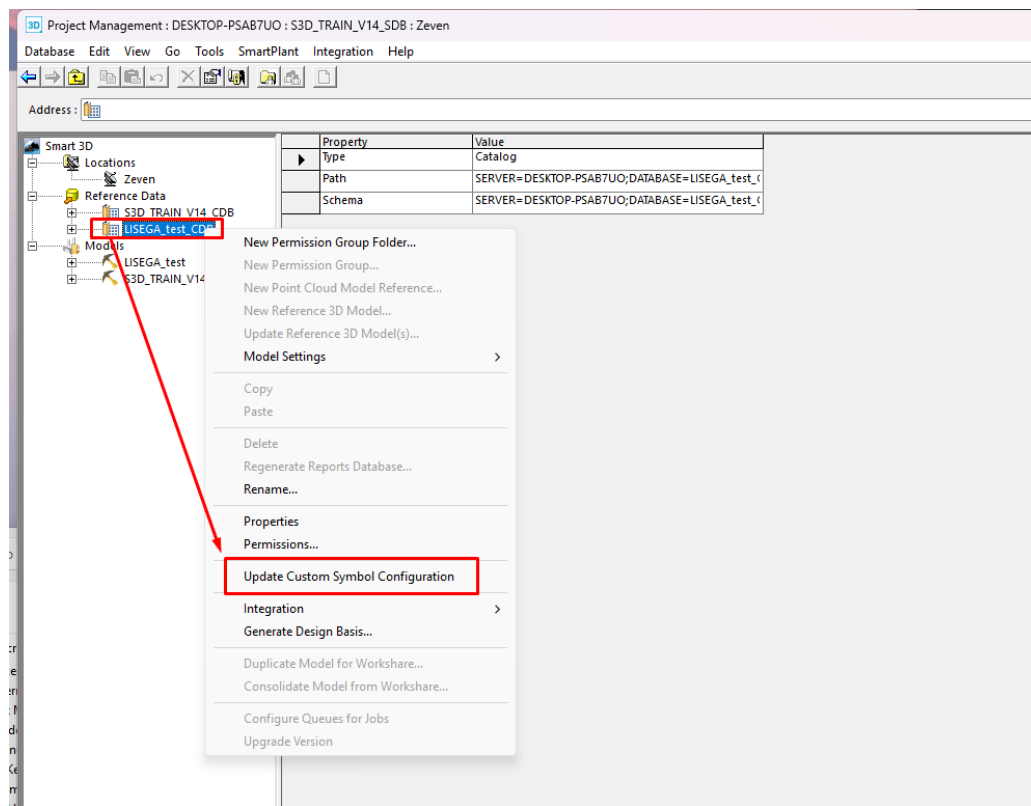 3D Project Management : DESKTOP-PSAB7UO : S3D_TRAIN_V14_SDB : Zeven
Database Edit View Go Tools SmartPlant Integration Help
Address :
Smart 3D
Locations
Zeven
Reference Data
S3D_TRAIN_V14_CDB
LISEGA_test_CDB
Models
LISEGA_test
S3D_TRAIN_V14
Property Value
Type Catalog
Path SERVER=DESKTOP-PSAB7UO;DATABASE=LISEGA_test_(
Schema SERVER=DESKTOP-PSAB7UO;DATABASE=LISEGA_test_(
New Permission Group Folder...
New Permission Group...
New Point Cloud Model Reference...
New Reference 3D Model...
Update Reference 3D Model(s)...
Model Settings
Copy
Paste
Delete
Regenerate Reports Database...
Rename...
Properties
Permissions...
Update Custom Symbol Configuration
Integration
Generate Design Basis...
Duplicate Model for Workshare...
Consolidate Model from Workshare...
Configure Queues for Jobs
Upgrade Version